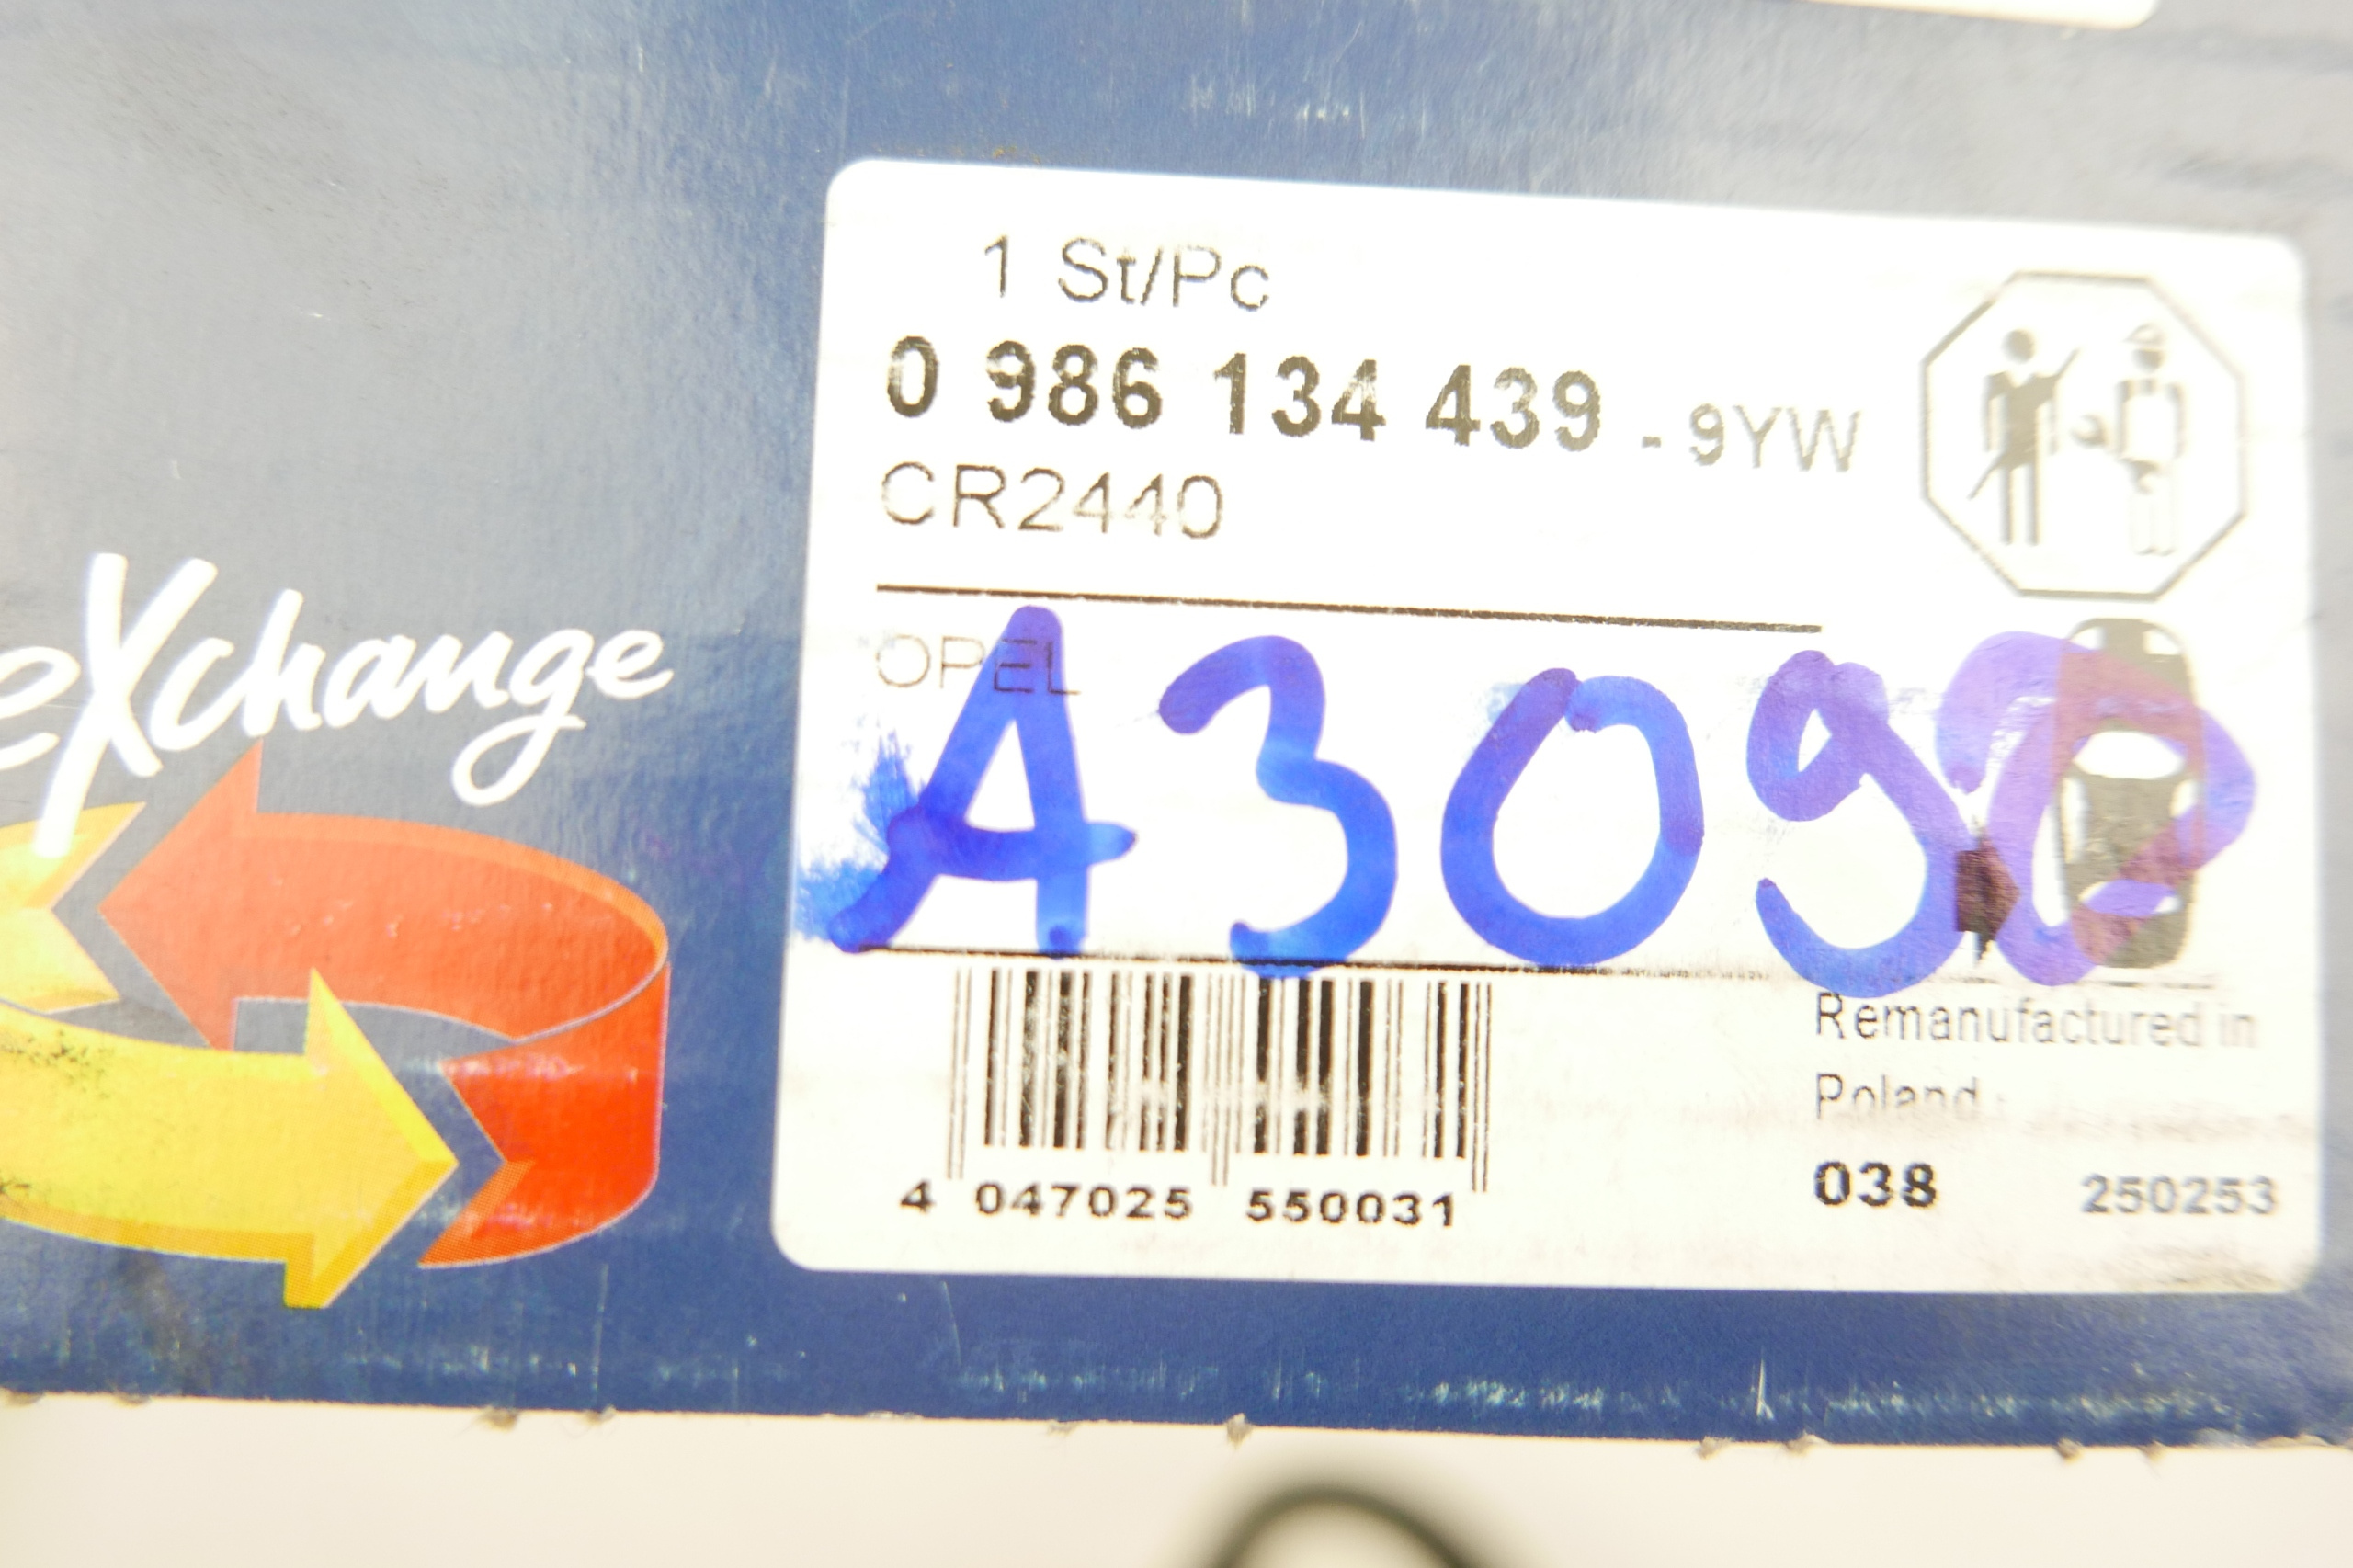 1 St/Pc
0 986 134 439 - 9YW
CR2440
eXchange
OPEL
A3090
Remanufactured in
Poland
4 047025 550031
038 250253